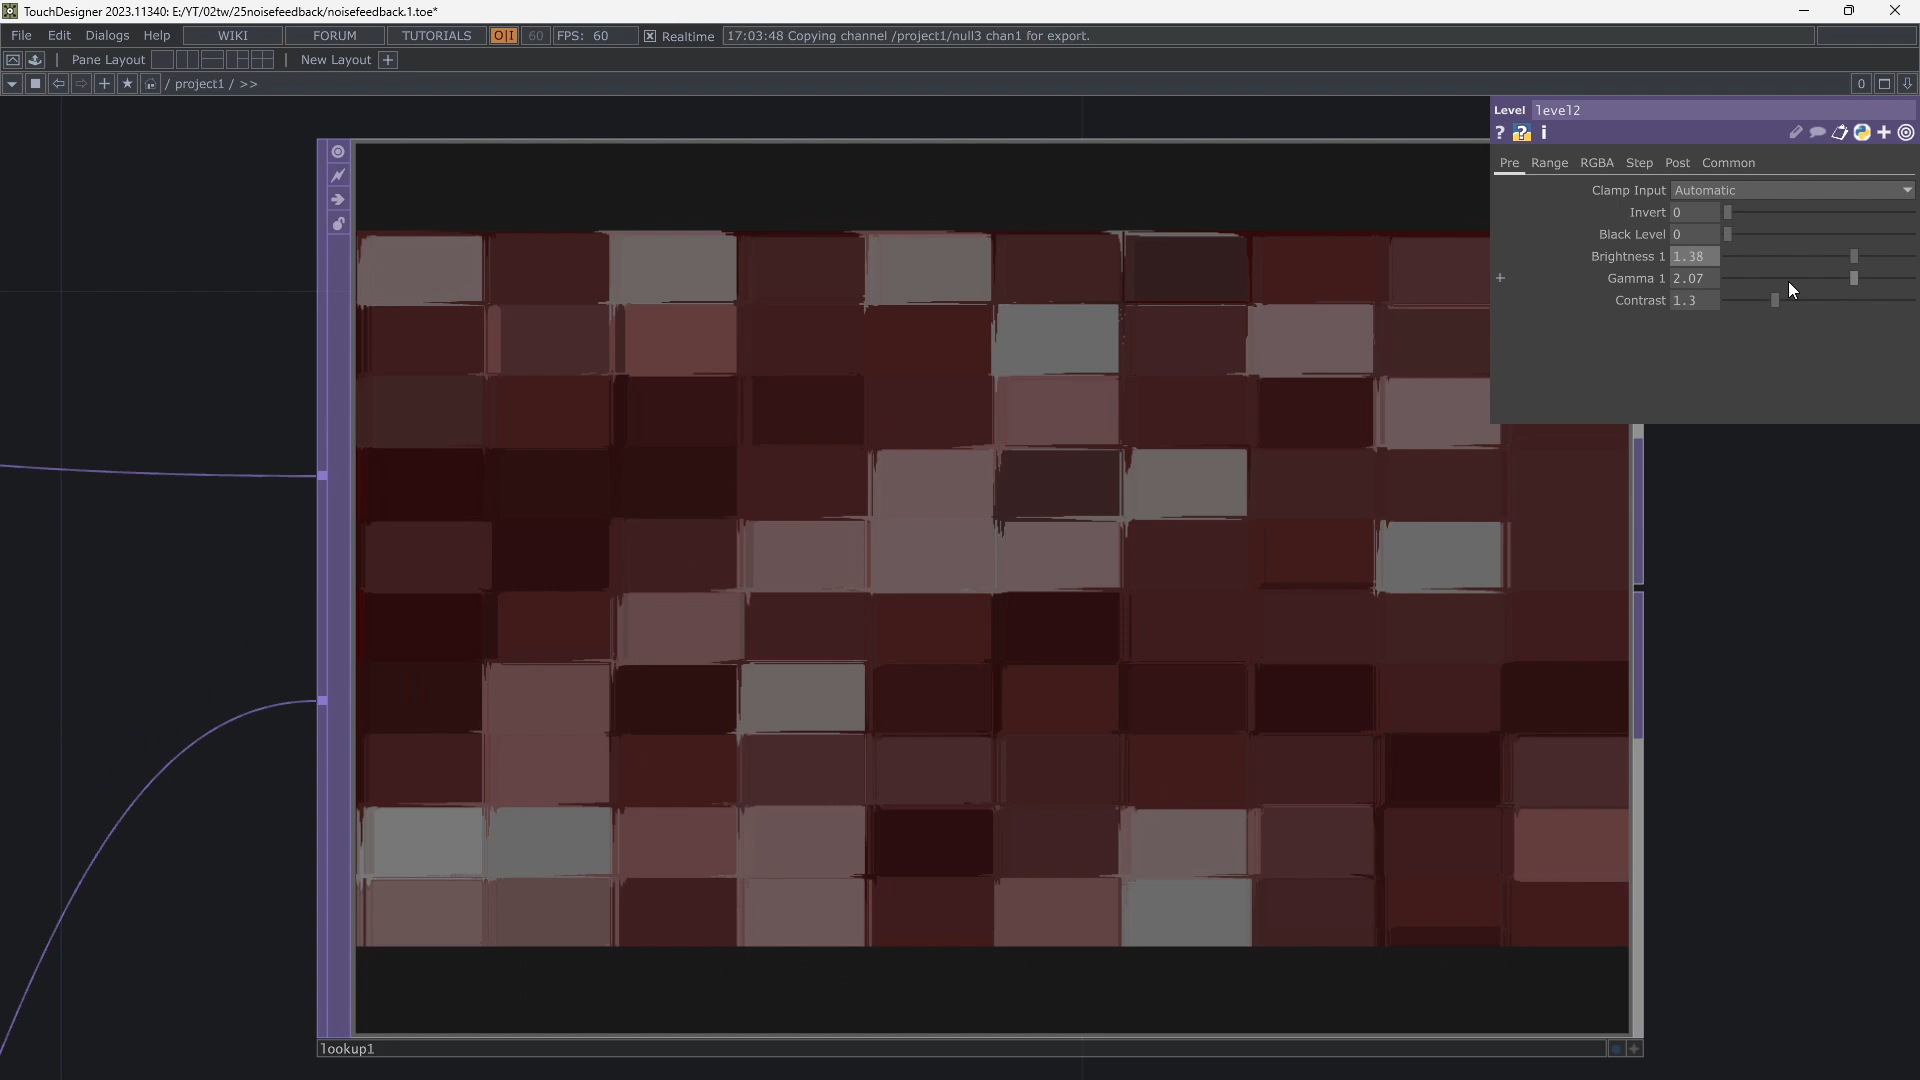 TouchDesigner 2023.11340: E:/YT/02tw/25noisefeedback/noisefeedback.1.toe*
File Edit Dialogs Help WIKI FORUM TUTORIALS O|I 60 FPS: 60 Realtime 17:03:48 Copying channel /project1/null3 chan1 for export.
Pane Layout New Layout +
/ project1 / >> 0
Level level2
? ? i
Pre Range RGBA Step Post Common
Clamp Input Automatic
Invert 0
Black Level 0
Brightness 1 1.38
+ Gamma 1 2.07
Contrast 1.3
lookup1